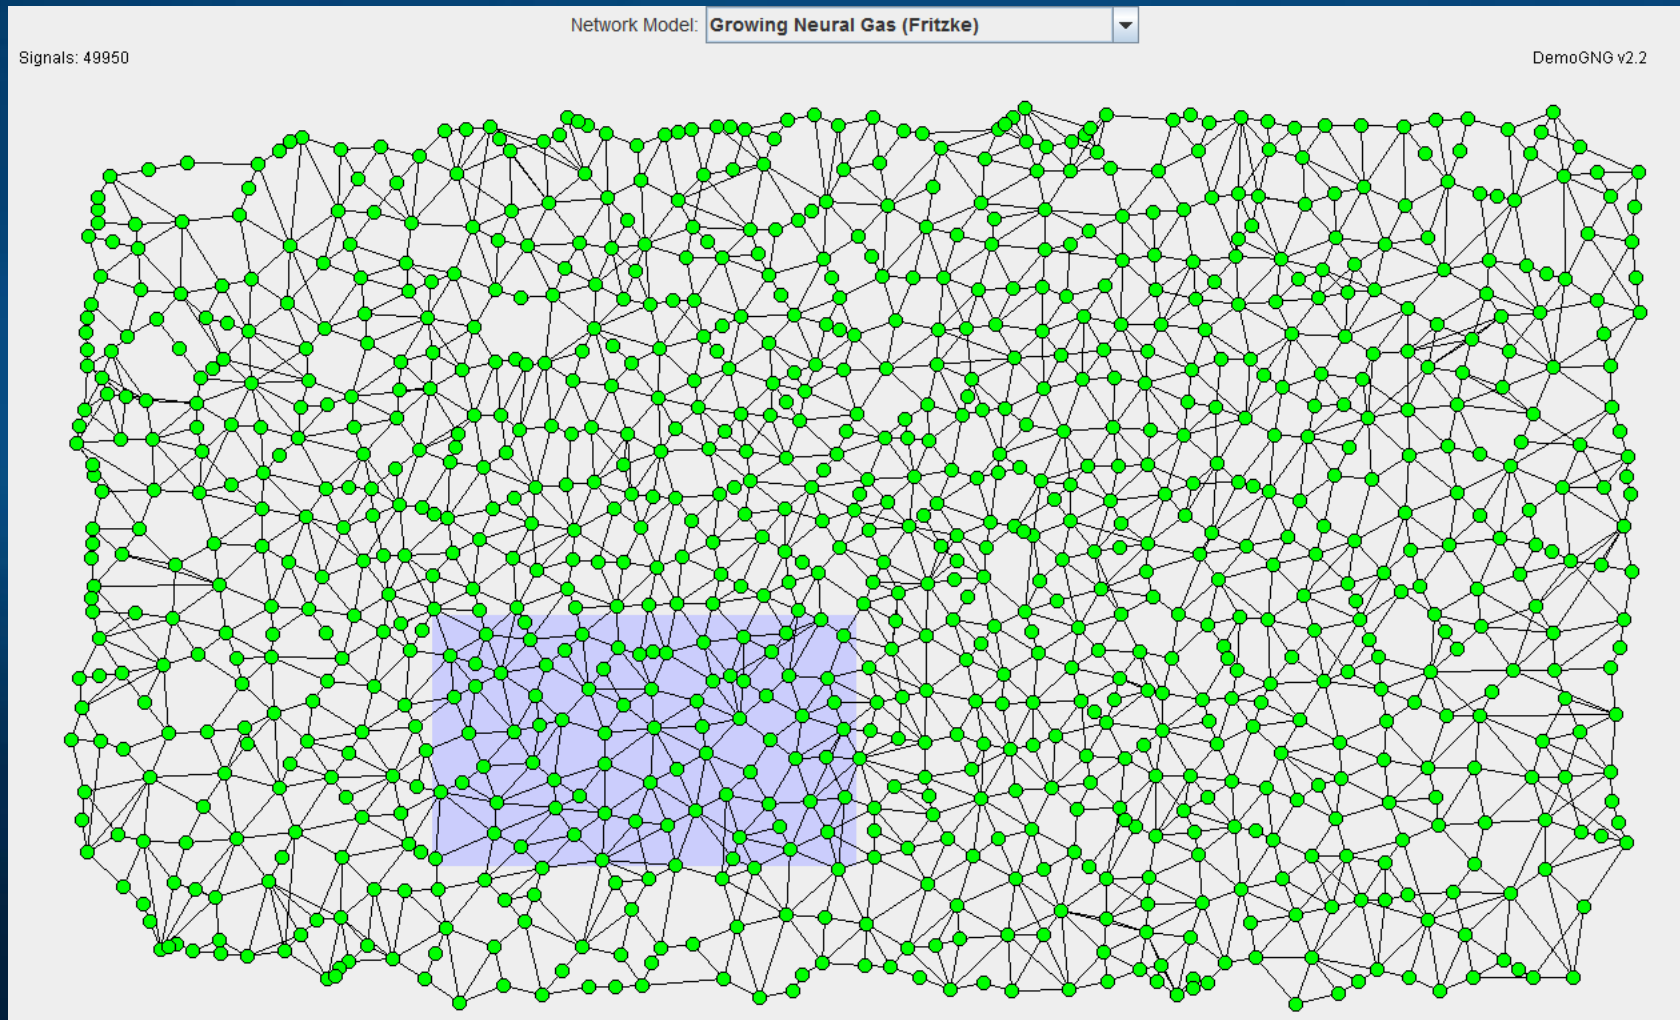 Network Model: Growing Neural Gas (Fritzke)
Signals: 49950
DemoGNG v2.2